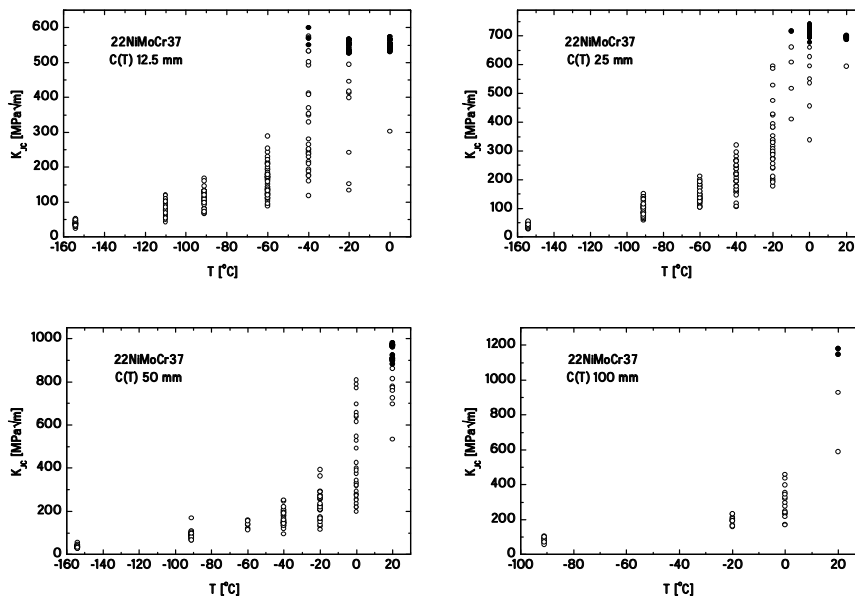 22NiMoCr37
C(T) 12.5 mm
K_JC [MPa√m]
600
500
400
300
200
100
0
-160 -140 -120 -100 -80 -60 -40 -20 0
T [°C]
22NiMoCr37
C(T) 25 mm
K_JC [MPa√m]
700
600
500
400
300
200
100
0
-160 -140 -120 -100 -80 -60 -40 -20 0 20
T [°C]
22NiMoCr37
C(T) 50 mm
K_JC [MPa√m]
1000
800
600
400
200
0
-160 -140 -120 -100 -80 -60 -40 -20 0 20
T [°C]
22NiMoCr37
C(T) 100 mm
K_JC [MPa√m]
1200
1000
800
600
400
200
0
-100 -80 -60 -40 -20 0 20
T [°C]